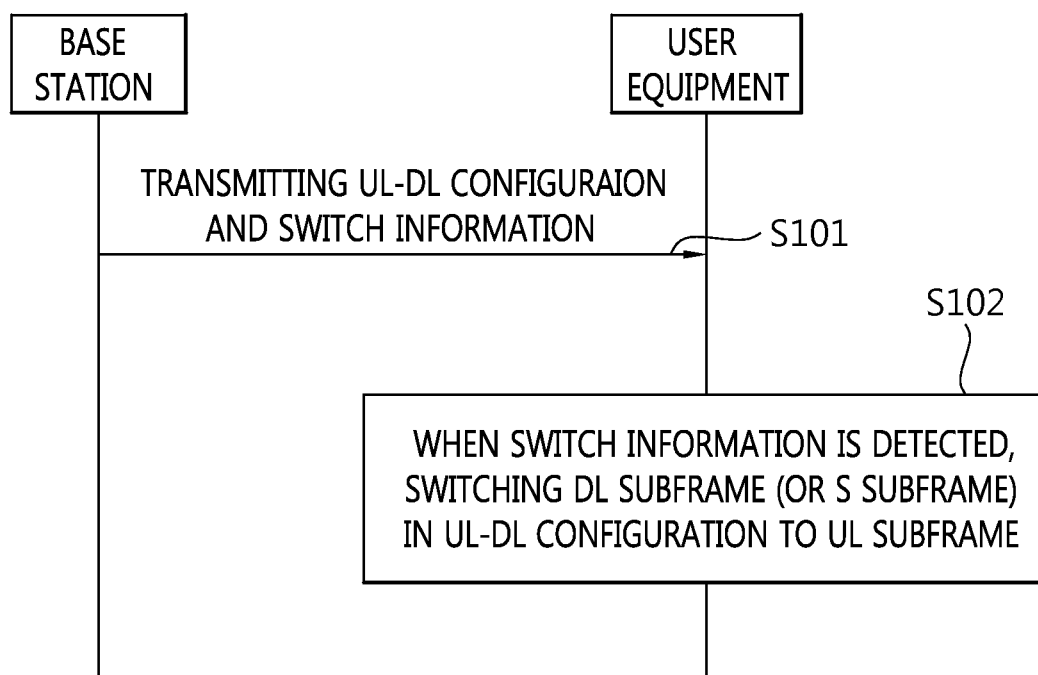 BASE
STATION
USER
EQUIPMENT
TRANSMITTING UL-DL CONFIGURAION
AND SWITCH INFORMATION
S101
S102
WHEN SWITCH INFORMATION IS DETECTED,
SWITCHING DL SUBFRAME (OR S SUBFRAME)
IN UL-DL CONFIGURATION TO UL SUBFRAME